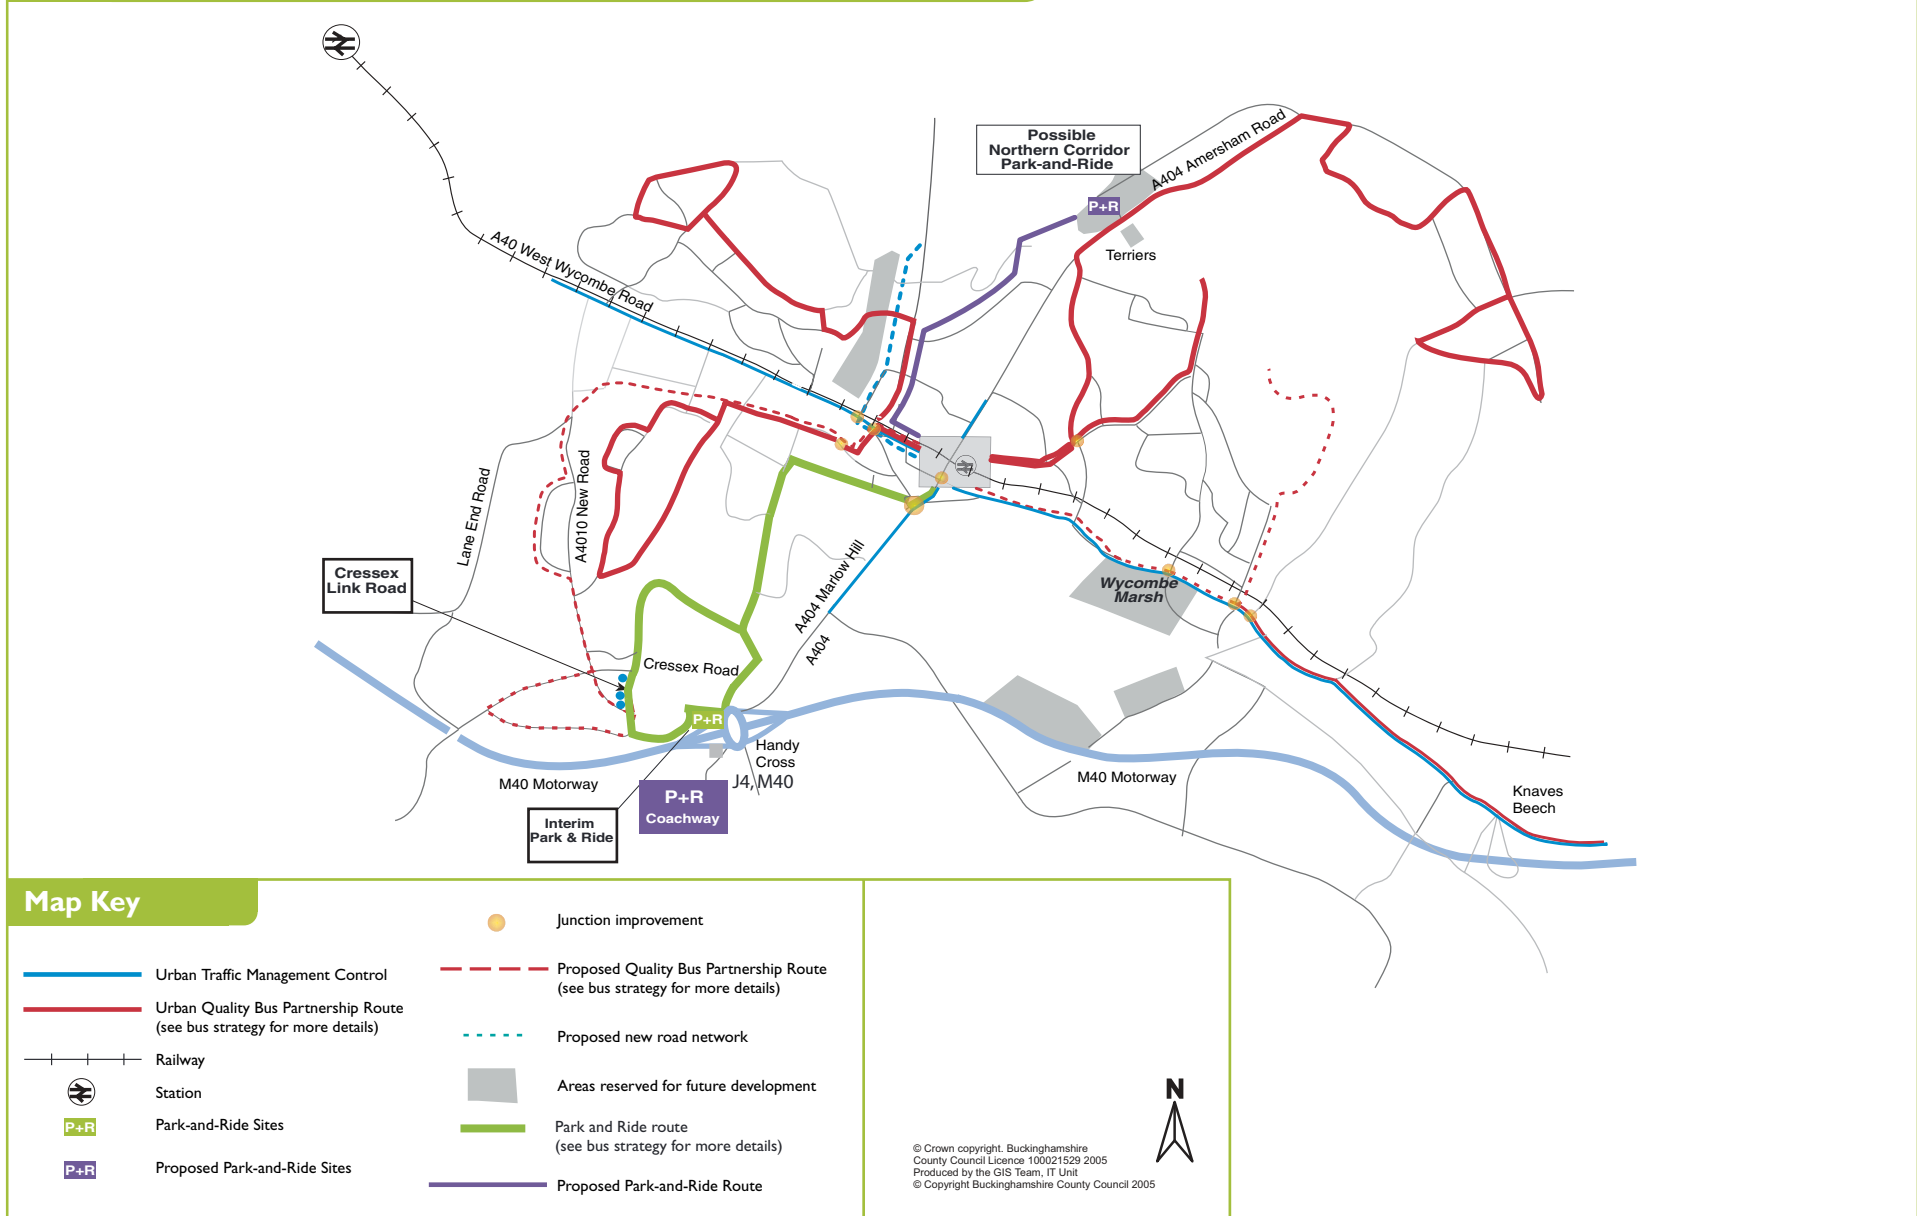 Possible
Northern Corridor
Park-and-Ride
A404 Amersham Road
P+R
Terriers
A40 West Wycombe Road
Lane End Road
A4010 New Road
Cressex
Link Road
A404 Marlow Hill
A404
Wycombe
Marsh
Cressex Road
P+R
Handy
Cross
J4, M40
M40 Motorway
P+R
Coachway
Interim
Park & Ride
M40 Motorway
Knaves
Beech
Map Key
Urban Traffic Management Control
Urban Quality Bus Partnership Route
(see bus strategy for more details)
Railway
Station
P+R
Park-and-Ride Sites
P+R
Proposed Park-and-Ride Sites
Junction improvement
Proposed Quality Bus Partnership Route
(see bus strategy for more details)
Proposed new road network
Areas reserved for future development
Park and Ride route
(see bus strategy for more details)
Proposed Park-and-Ride Route
N
© Crown copyright. Buckinghamshire
County Council Licence 100021529 2005
Produced by the GIS Team, IT Unit
© Copyright Buckinghamshire County Council 2005